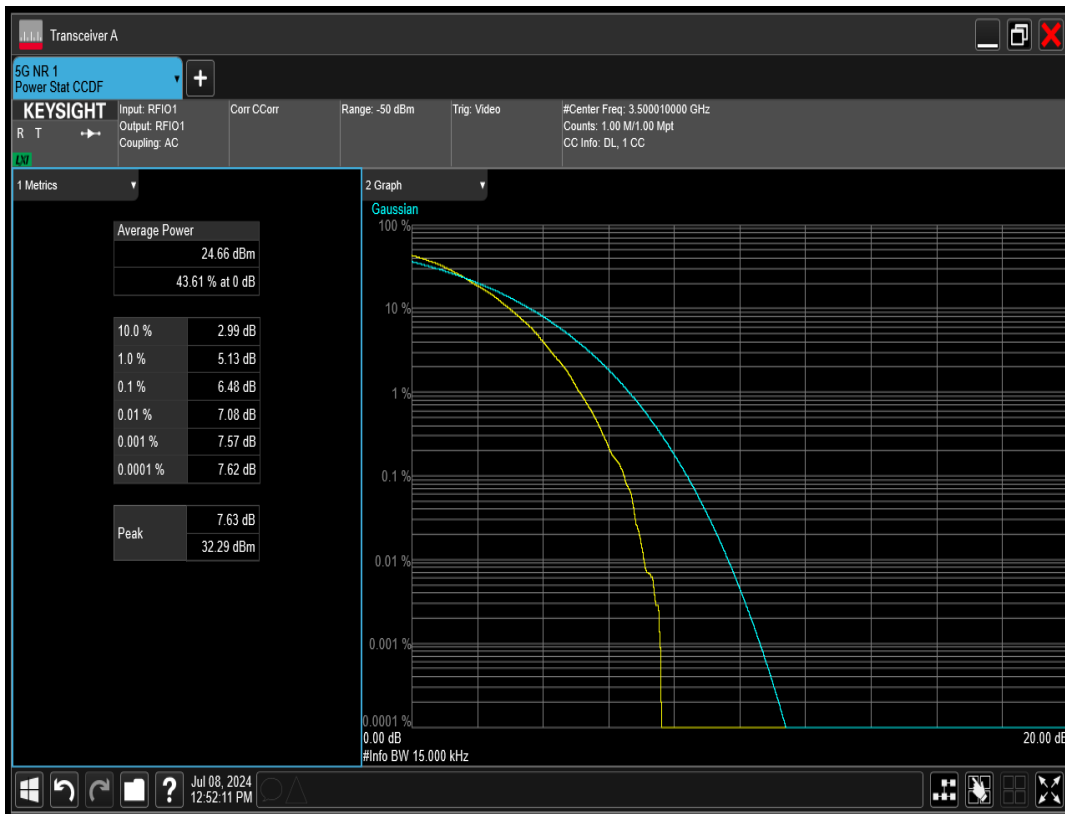 Transceiver A
5G NR 1
Power Stat CCDF
+
KEYSIGHT
R T
LXI
Input: RFIO1
Output: RFIO1
Coupling: AC
Corr CCorr
Range: -50 dBm
Trig: Video
#Center Freq: 3.500010000 GHz
Counts: 1.00 M/1.00 Mpt
CC Info: DL, 1 CC
1 Metrics
Average Power
24.66 dBm
43.61 % at 0 dB
10.0 % 2.99 dB
1.0 % 5.13 dB
0.1 % 6.48 dB
0.01 % 7.08 dB
0.001 % 7.57 dB
0.0001 % 7.62 dB
Peak
7.63 dB
32.29 dBm
2 Graph
Gaussian
100 %
10 %
1 %
0.1 %
0.01 %
0.001 %
0.0001 %
0.00 dB
20.00 dB
#Info BW 15.000 kHz
?
Jul 08, 2024
12:52:11 PM